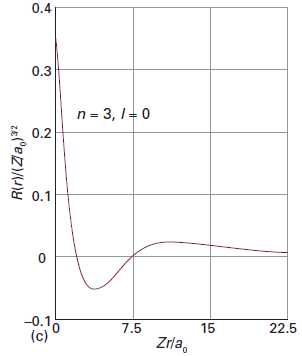 0.4
0.3
n = 3, l = 0
0.2
R(r)/(Z/a₀)^3/2
0.1
0
–0.1
(c)
0 7.5 15 22.5
Zr/a₀